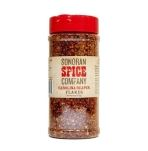 SONORAN
SPICE
COMPANY
CAROLINA REAPER
FLAKES